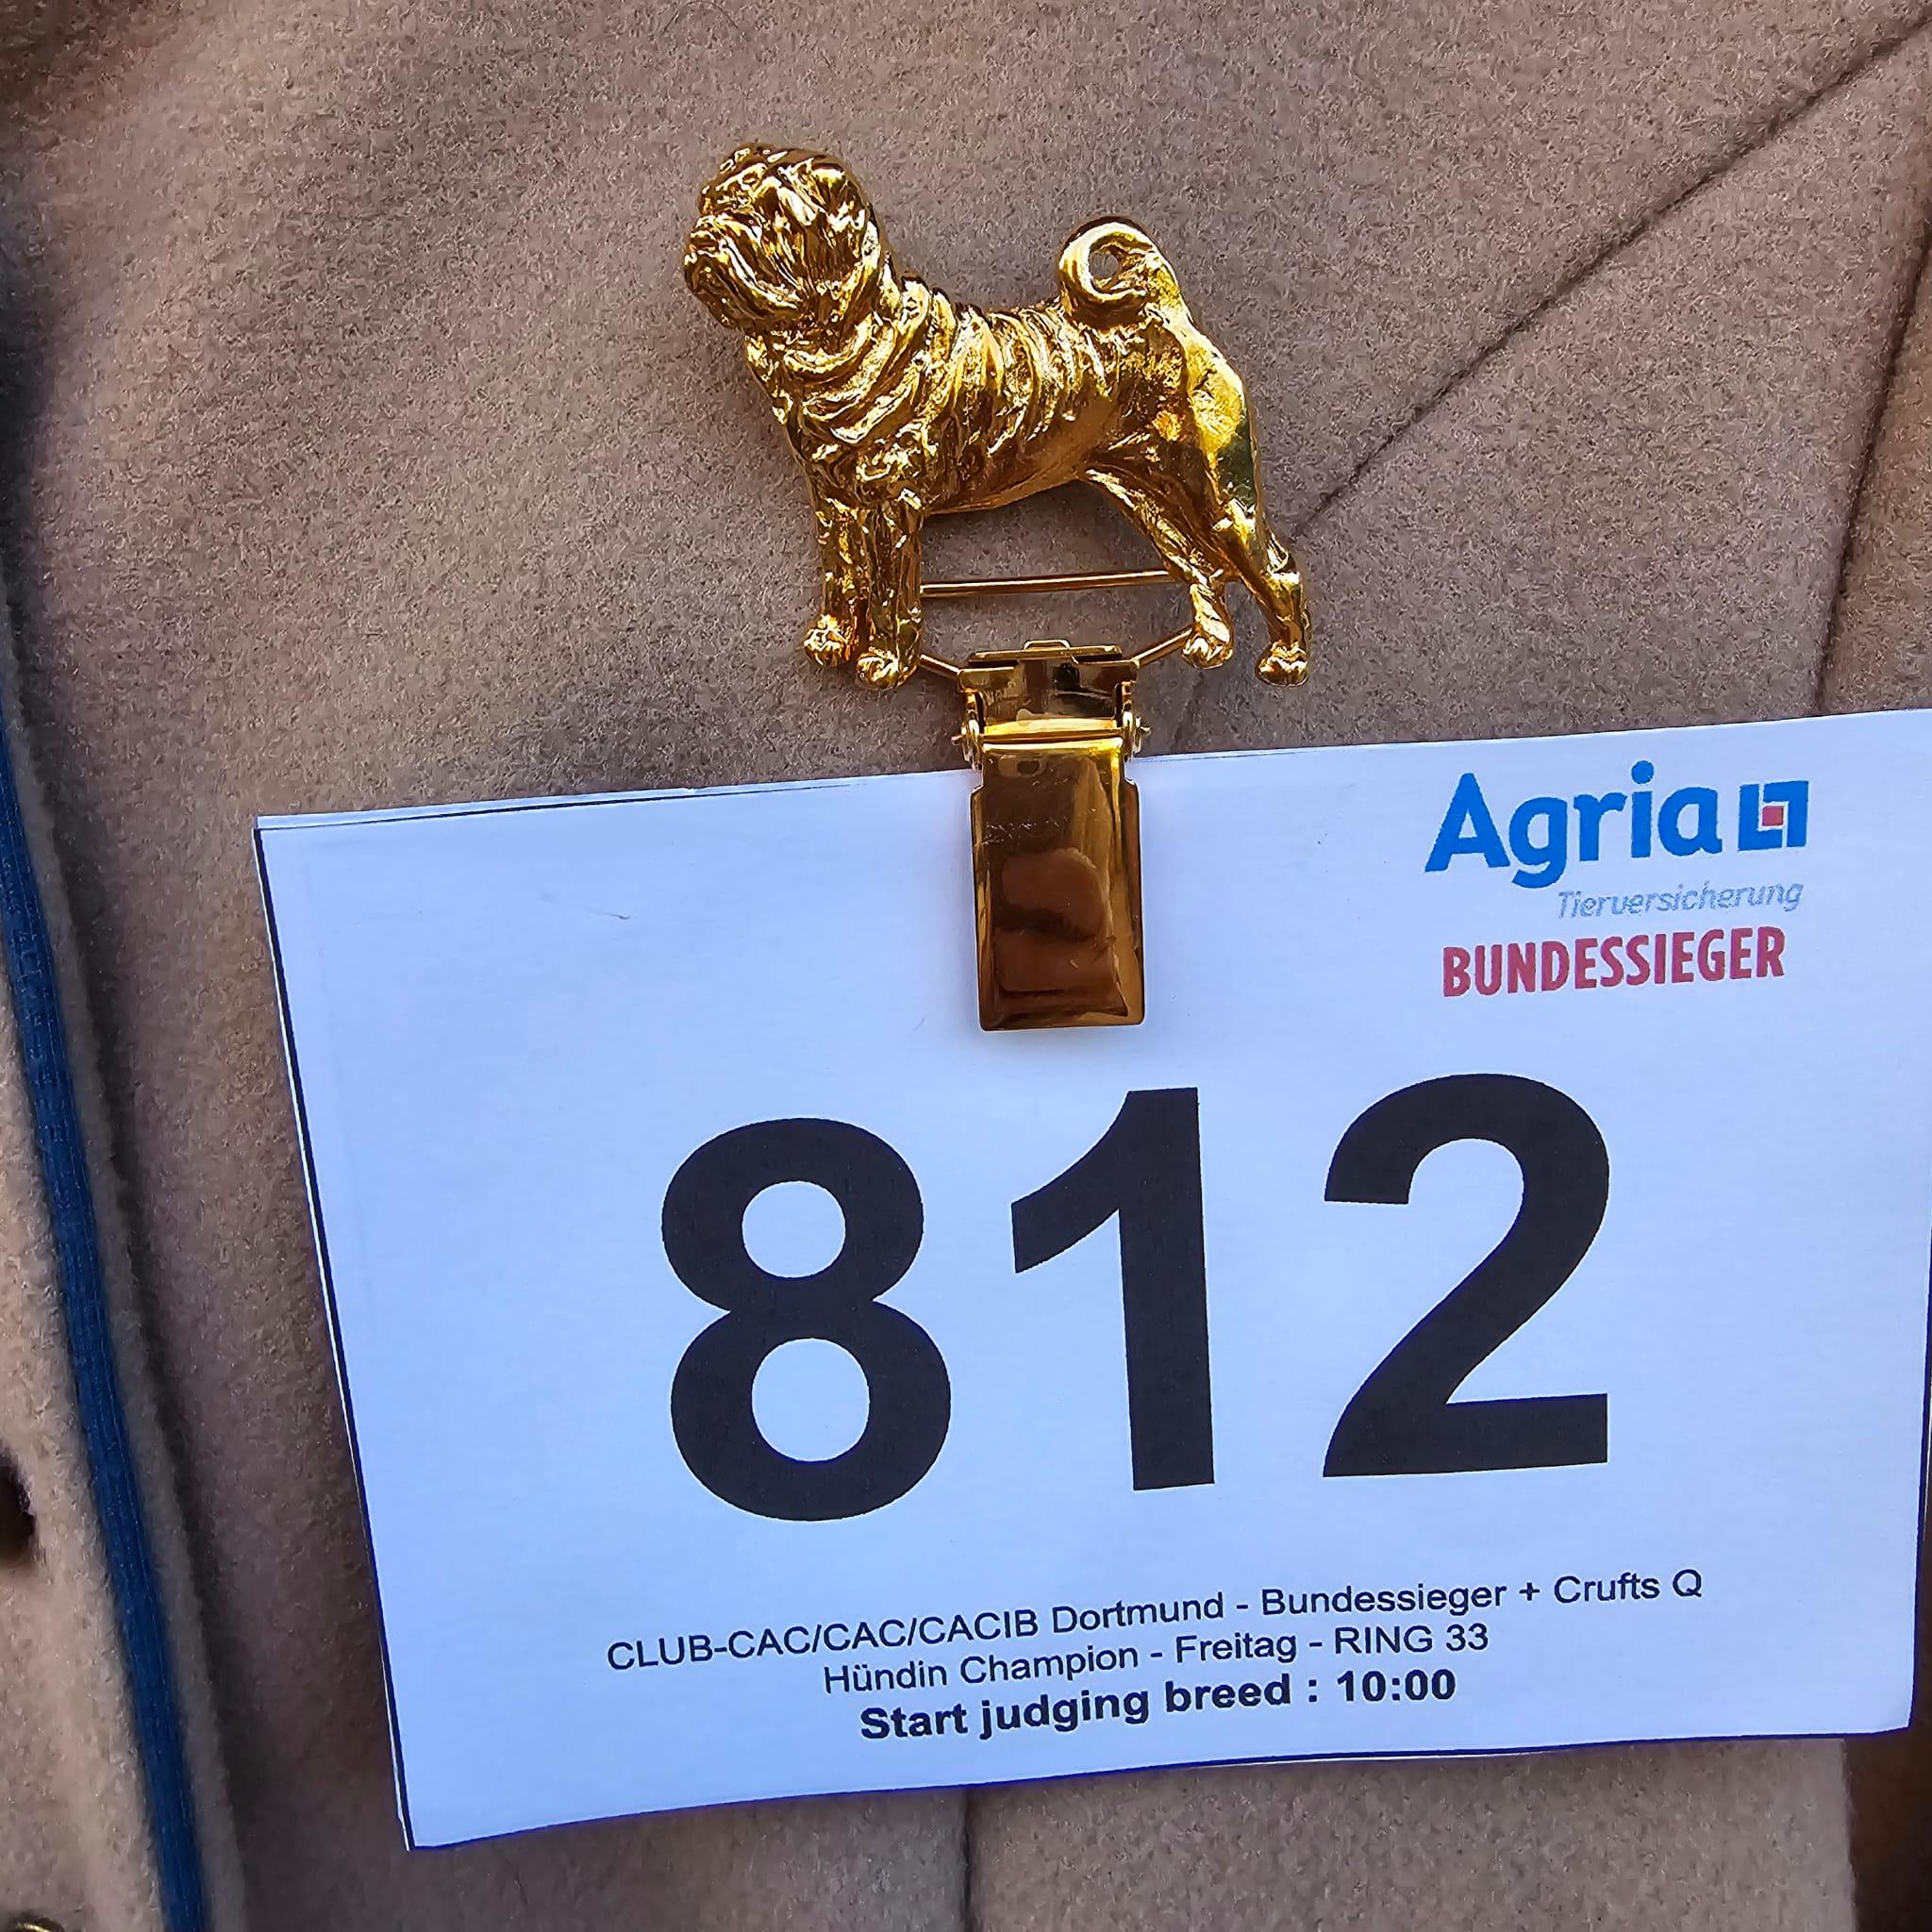 Agria
Tierversicherung
BUNDESSIEGER
812
CLUB-CAC/CAC/CACIB Dortmund - Bundessieger + Crufts Q
Hündin Champion - Freitag - RING 33
Start judging breed : 10:00